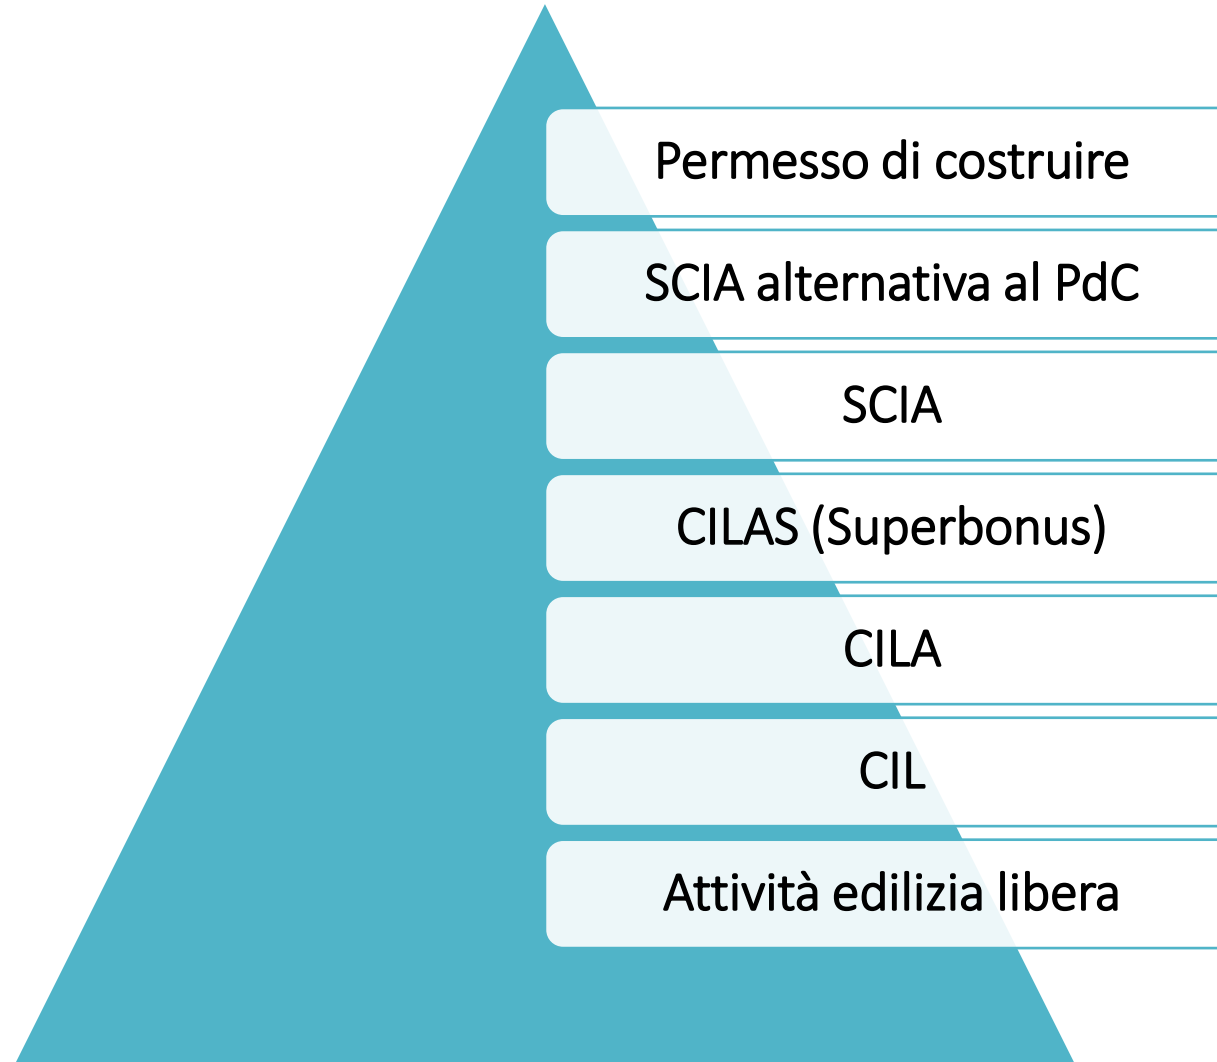 Permesso di costruire
SCIA alternativa al PdC
SCIA
CILAS (Superbonus)
CILA
CIL
Attività edilizia libera